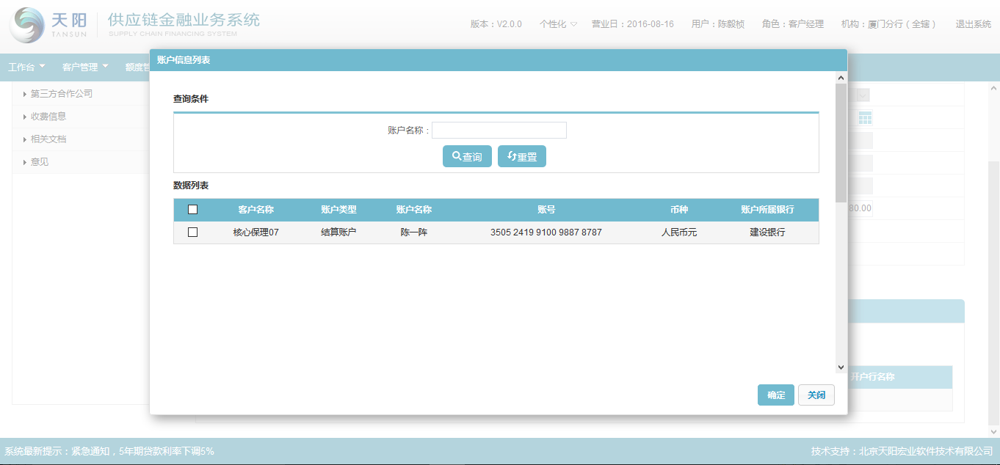 天阳
TANSUN
供应链金融业务系统
SUPPLY CHAIN FINANCING SYSTEM
版本：V2.0.0 个性化 营业日：2016-08-16 用户：陈毅桢 角色：客户经理 机构：厦门分行（全辖） 退出系统
工作台 客户管理 额度管
第三方合作公司
收费信息
相关文档
意见
账户信息列表
查询条件
账户名称：
查询 重置
数据列表
客户名称 账户类型 账户名称 账号 币种 账户所属银行
核心保理07 结算账户 陈一阵 3505 2419 9100 9887 8787 人民币元 建设银行
80.00
开户行名称
确定 关闭
系统最新提示：紧急通知，5年期贷款利率下调5% 技术支持：北京天阳宏业软件技术有限公司